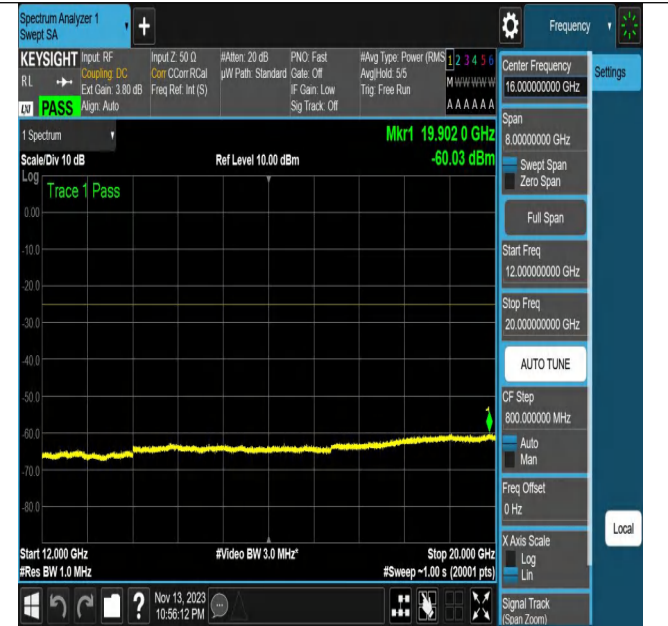 Spectrum Analyzer 1
Swept SA
+
Frequency
KEYSIGHT
RL
LXI
PASS
Input: RF
Coupling: DC
Ext Gain: 3.80 dB
Align: Auto
Input Z: 50 Ω
Corr CCorr RCal
Freq Ref: Int (S)
#Atten: 20 dB
µW Path: Standard
PNO: Fast
Gate: Off
IF Gain: Low
Sig Track: Off
#Avg Type: Power (RMS
Avg|Hold: 5/5
Trig: Free Run
1 2 3 4 5 6
M W W W W W
A A A A A A
Center Frequency
16.000000000 GHz
Settings
1 Spectrum
Scale/Div 10 dB
Log
Ref Level 10.00 dBm
Mkr1 19.902 0 GHz
-60.03 dBm
Trace 1 Pass
0.00
-10.0
-20.0
-30.0
-40.0
-50.0
-60.0
-70.0
-80.0
1
Start 12.000 GHz
#Res BW 1.0 MHz
#Video BW 3.0 MHz*
Stop 20.000 GHz
#Sweep ~1.00 s (20001 pts)
Span
8.00000000 GHz
Swept Span
Zero Span
Full Span
Start Freq
12.000000000 GHz
Stop Freq
20.000000000 GHz
AUTO TUNE
CF Step
800.000000 MHz
Auto
Man
Freq Offset
0 Hz
X Axis Scale
Log
Lin
Signal Track
(Span Zoom)
Local
?
Nov 13, 2023
10:56:12 PM